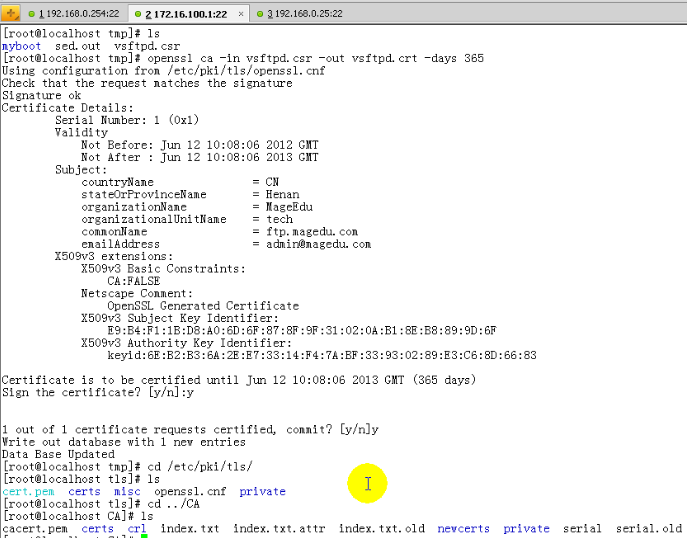 1 192.168.0.254:22
2 172.16.100.1:22
3 192.168.0.25:22
[root@localhost tmp]# ls
myboot sed.out vsftpd.csr
[root@localhost tmp]# openssl ca -in vsftpd.csr -out vsftpd.crt -days 365
Using configuration from /etc/pki/tls/openssl.cnf
Check that the request matches the signature
Signature ok
Certificate Details:
Serial Number: 1 (0x1)
Validity
Not Before: Jun 12 10:08:06 2012 GMT
Not After : Jun 12 10:08:06 2013 GMT
Subject:
countryName = CN
stateOrProvinceName = Henan
organizationName = MageEdu
organizationalUnitName = tech
commonName = ftp.magedu.com
emailAddress = admin@magedu.com
X509v3 extensions:
X509v3 Basic Constraints:
CA:FALSE
Netscape Comment:
OpenSSL Generated Certificate
X509v3 Subject Key Identifier:
E9:B4:F1:1B:D8:A0:6D:6F:87:8F:9F:31:02:0A:B1:8E:B8:89:9D:6F
X509v3 Authority Key Identifier:
keyid:6E:B2:B3:6A:2E:E7:33:14:F4:7A:BF:33:93:02:89:E3:C6:8D:66:83
Certificate is to be certified until Jun 12 10:08:06 2013 GMT (365 days)
Sign the certificate? [y/n]:y
1 out of 1 certificate requests certified, commit? [y/n]y
Write out database with 1 new entries
Data Base Updated
[root@localhost tmp]# cd /etc/pki/tls/
[root@localhost tls]# ls
cert.pem certs misc openssl.cnf private
[root@localhost tls]# cd ../CA
[root@localhost CA]# ls
cacert.pem certs crl index.txt index.txt.attr index.txt.old newcerts private serial serial.old
[root@localhost CA]#